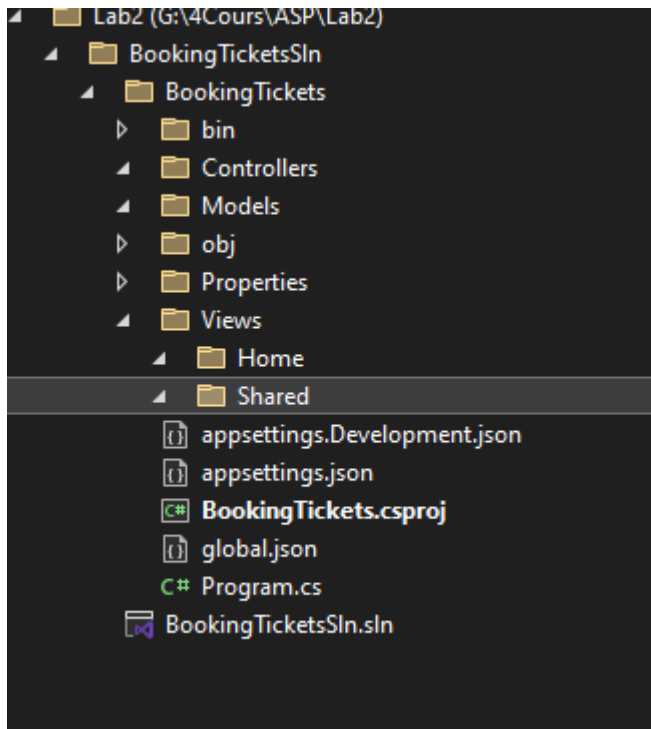 Lab2 (G:\4Cours\ASP\Lab2)
BookingTicketsSln
BookingTickets
bin
Controllers
Models
obj
Properties
Views
Home
Shared
appsettings.Development.json
appsettings.json
C# BookingTickets.csproj
global.json
C# Program.cs
BookingTicketsSln.sln